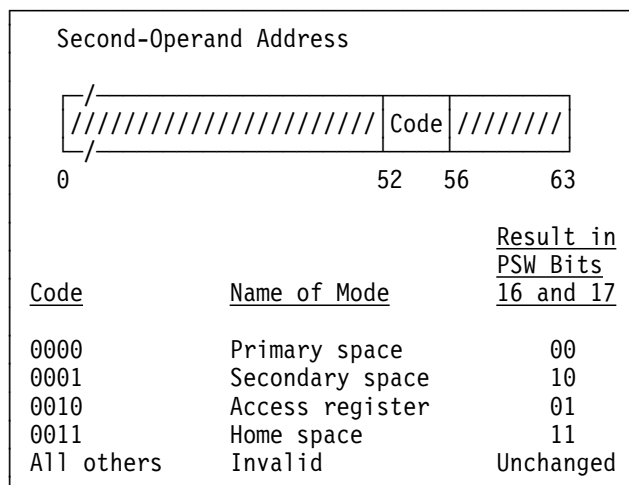 Second-Operand Address
/
//////////////////////// Code ////////
/
0 52 56 63
Result in
PSW Bits
Code Name of Mode 16 and 17
0000 Primary space 00
0001 Secondary space 10
0010 Access register 01
0011 Home space 11
All others Invalid Unchanged